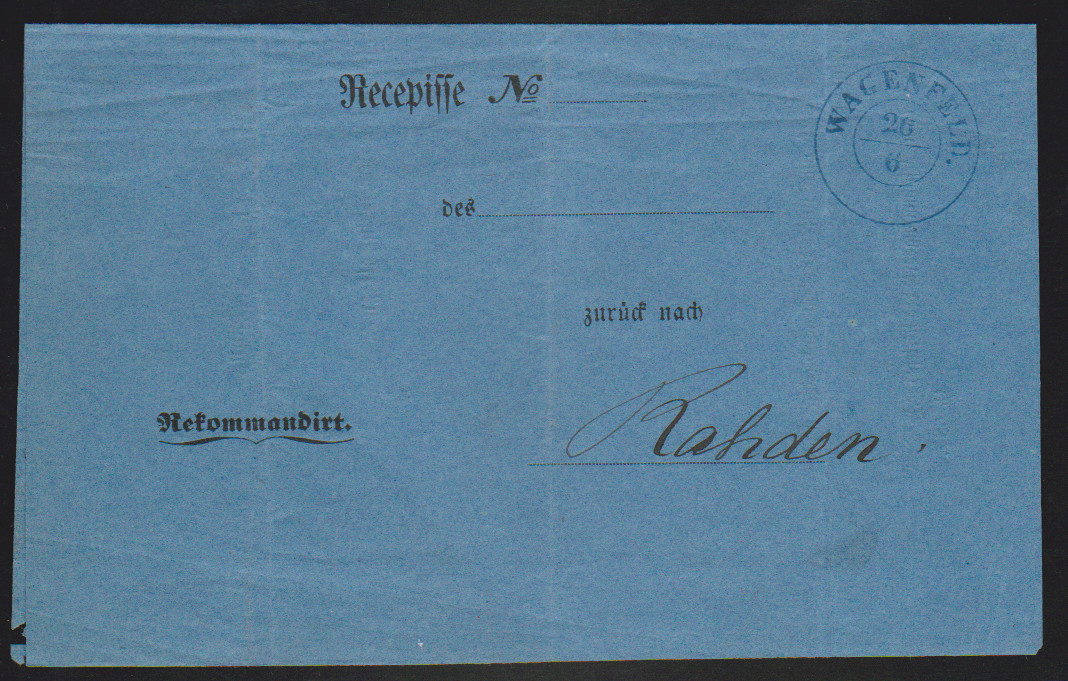 Recepisse No
WAGENFELD.
26
6
des
zurück nach
Rekommandirt.
Rahden.